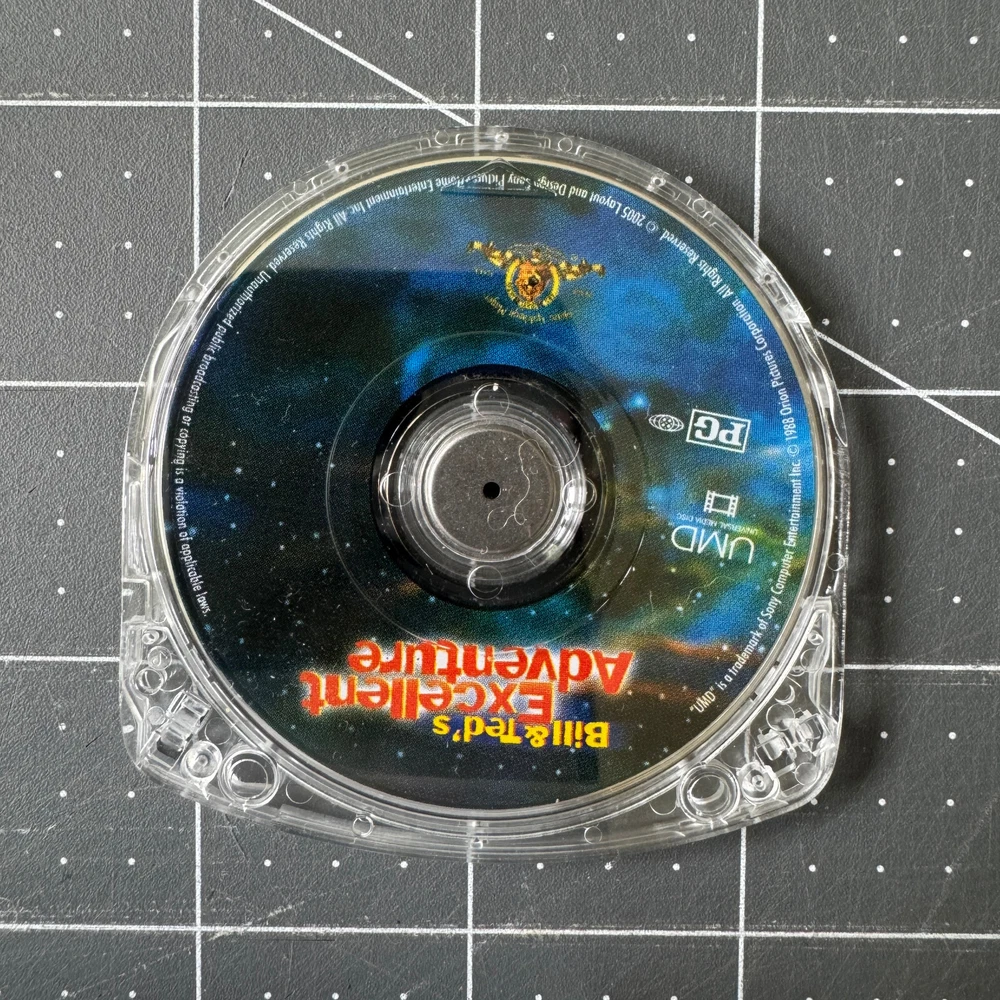 Bill & Ted's
Excellent
Adventure
UMD
UNIVERSAL MEDIA DISC
PG
"UMD" is a trademark of Sony Computer Entertainment Inc. © 1988 Orion Pictures Corporation. All Rights Reserved.
© 2005 Layout and Design Sony Pictures Home Entertainment Inc. All Rights Reserved. Unauthorized public broadcasting or copying is a violation of applicable laws.